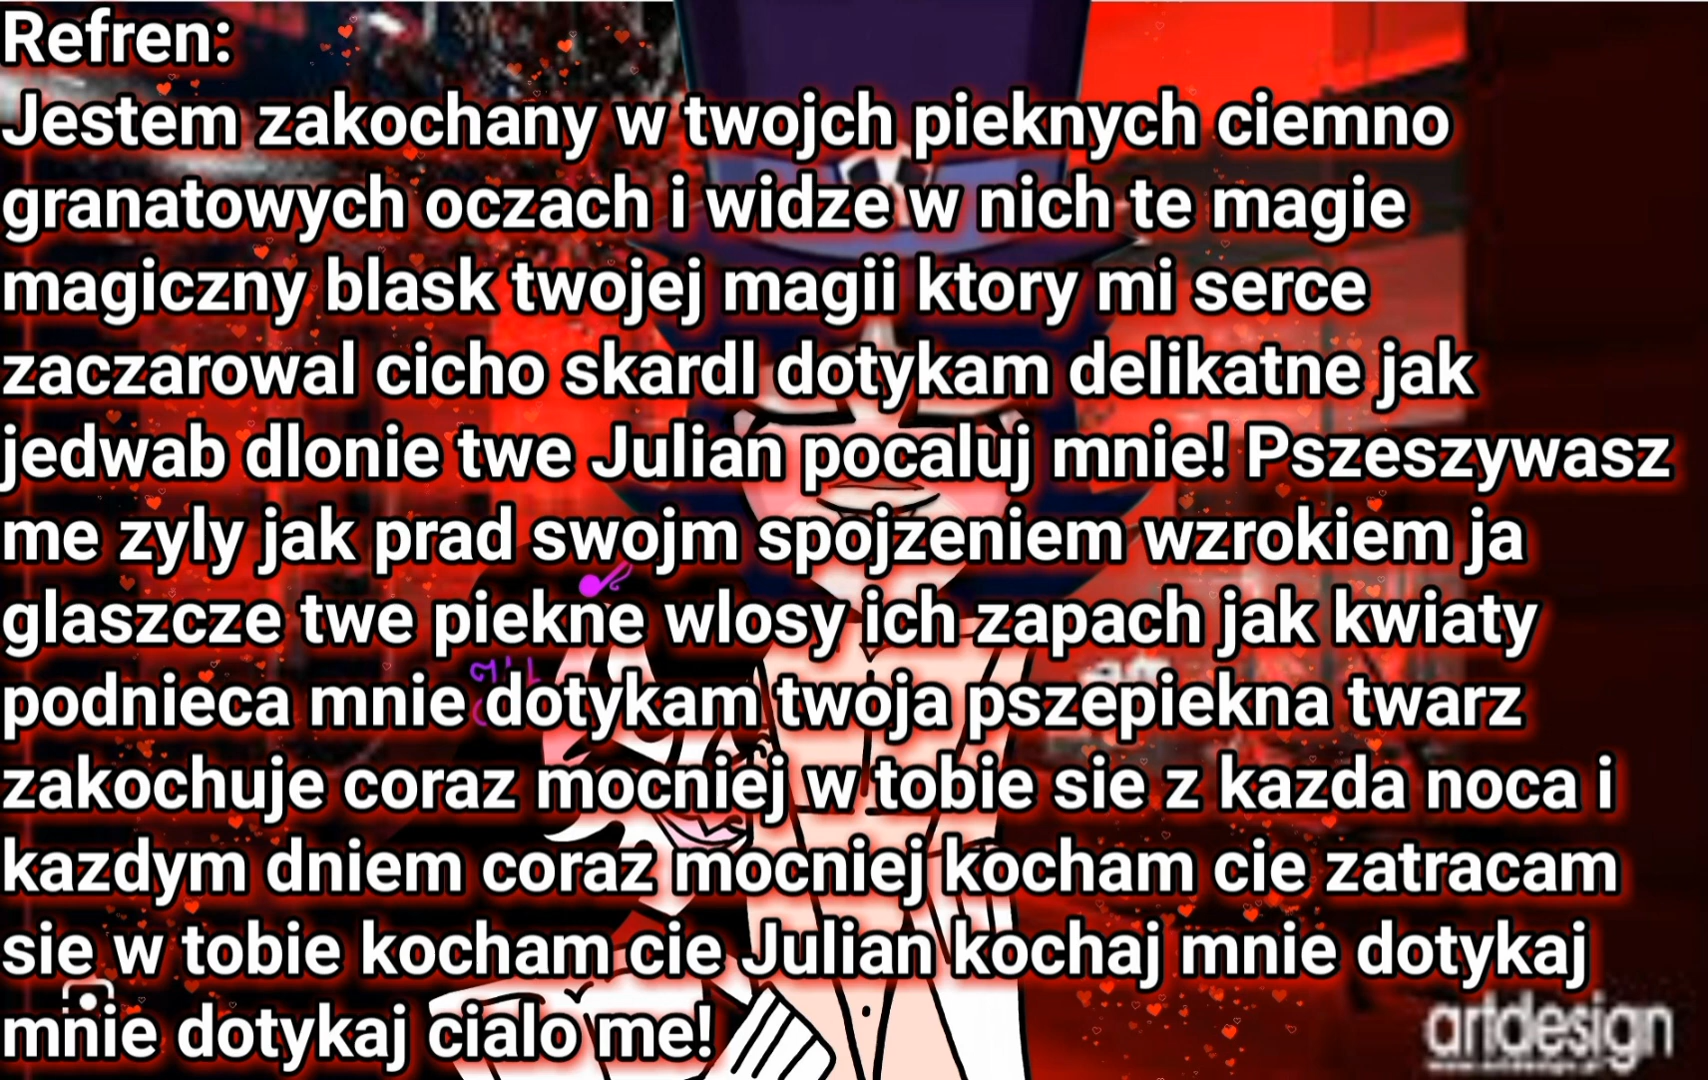 Refren:
Jestem zakochany w twojch pieknych ciemno
granatowych oczach i widze w nich te magie
magiczny blask twojej magii ktory mi serce
zaczarowal cicho skardl dotykam delikatne jak
jedwab dlonie twe Julian pocaluj mnie! Pszeszywasz
me zyly jak prad swojm spojzeniem wzrokiem ja
glaszcze twe piekne wlosy ich zapach jak kwiaty
podnieca mnie dotykam twoja pszepiekna twarz
zakochuje coraz mocniej w tobie sie z kazda noca i
kazdym dniem coraz mocniej kocham cie zatracam
sie w tobie kocham cie Julian kochaj mnie dotykaj
mnie dotykaj cialo me!
artdesign